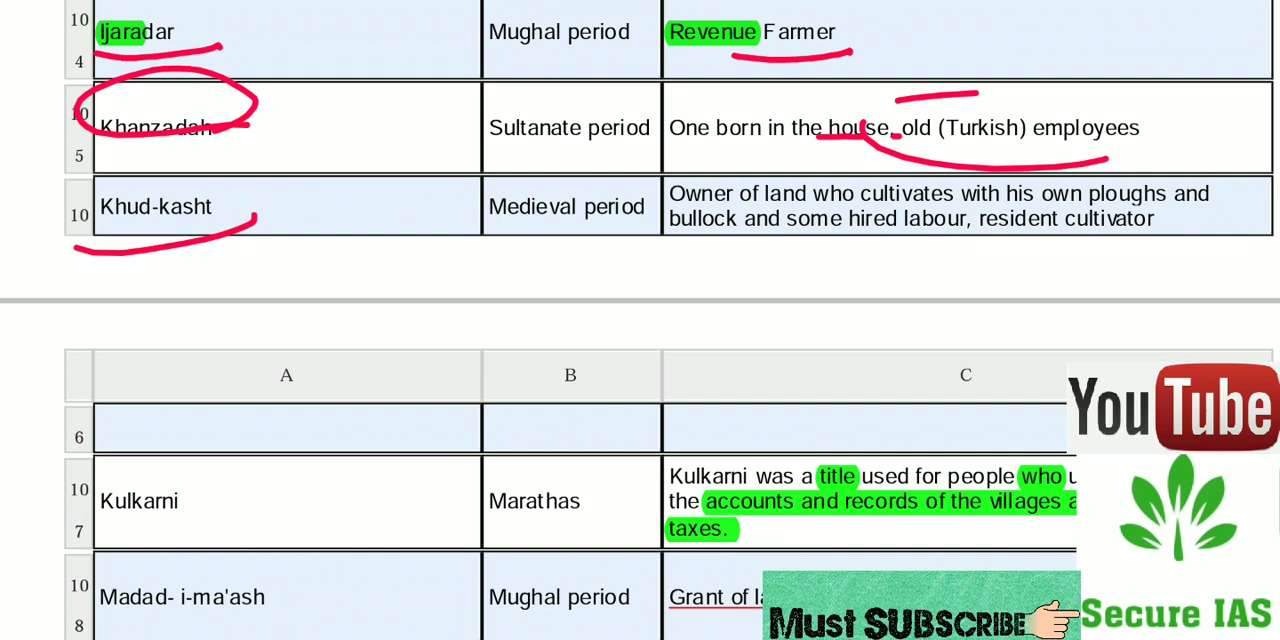 10
4
Ijaradar
Mughal period
Revenue Farmer
10
5
Khanzadah
Sultanate period
One born in the house, old (Turkish) employees
10
Khud-kasht
Medieval period
Owner of land who cultivates with his own ploughs and
bullock and some hired labour, resident cultivator
A
B
C
6
10
7
Kulkarni
Marathas
Kulkarni was a title used for people who
the accounts and records of the villages
taxes.
10
8
Madad- i-ma'ash
Mughal period
Grant of
YouTube
Must SUBSCRIBE
Secure IAS